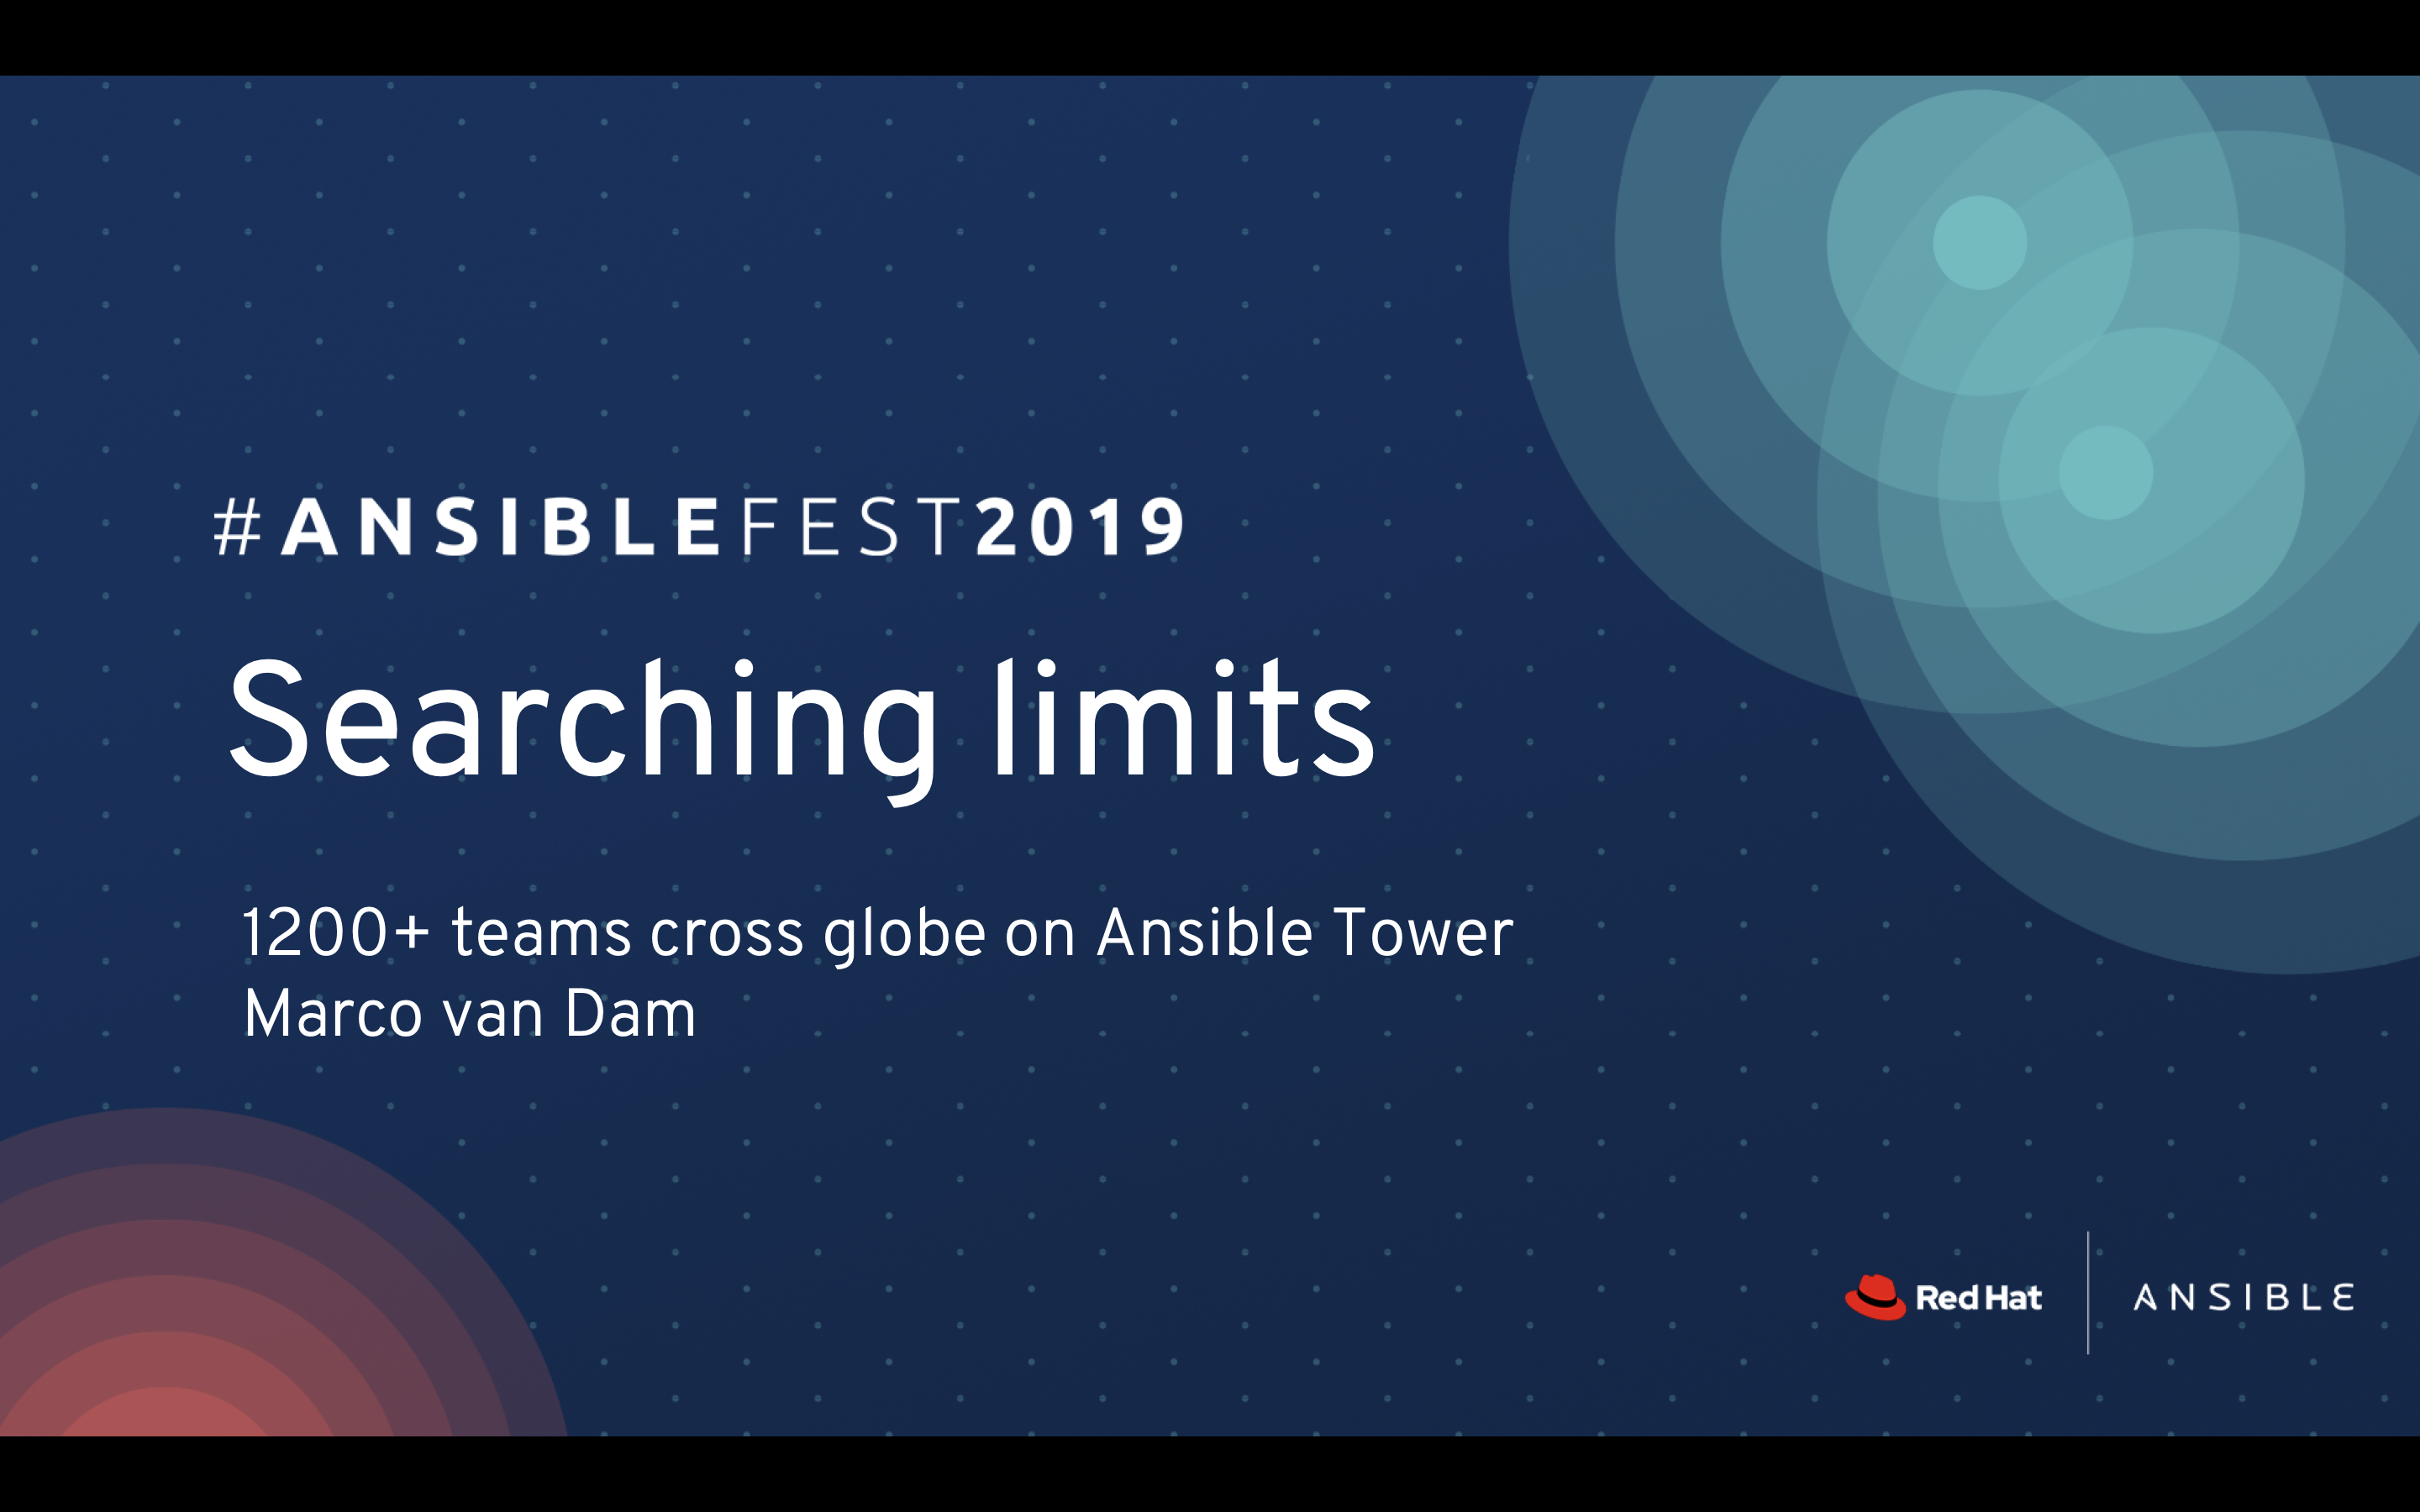 #ANSIBLEFEST2019
Searching limits
1200+ teams cross globe on Ansible Tower
Marco van Dam
Red Hat
ANSIBLE